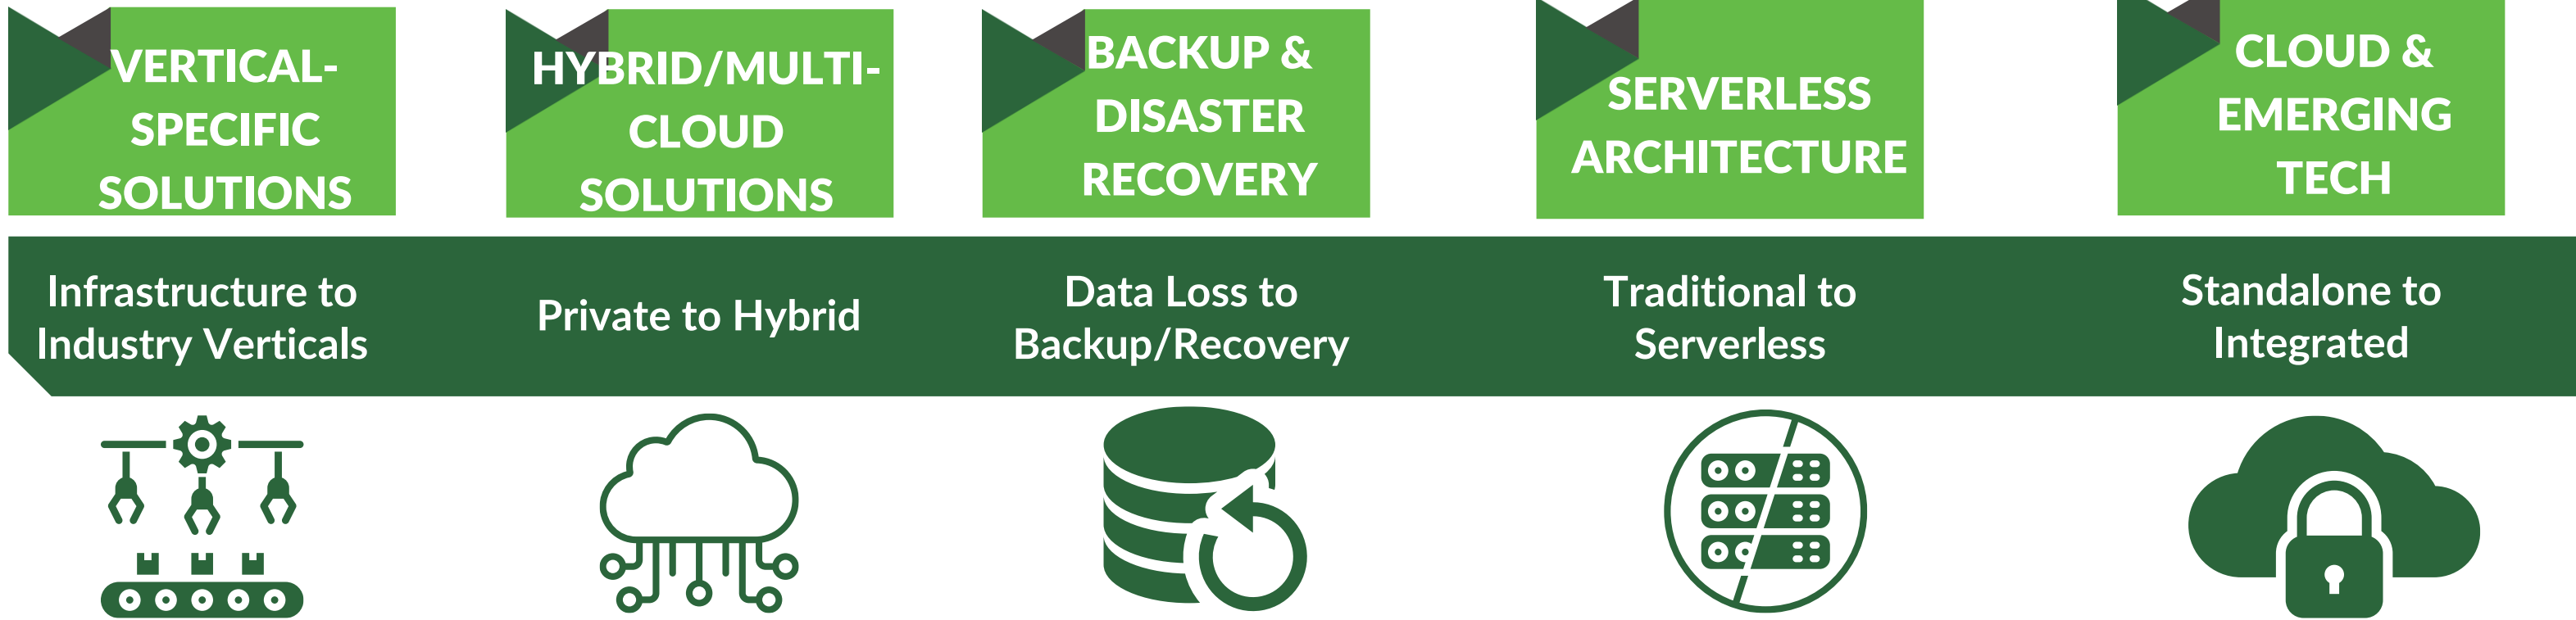 VERTICAL-
SPECIFIC
SOLUTIONS
HYBRID/MULTI-
CLOUD
SOLUTIONS
BACKUP &
DISASTER
RECOVERY
SERVERLESS
ARCHITECTURE
CLOUD &
EMERGING
TECH
Infrastructure to
Industry Verticals
Private to Hybrid
Data Loss to
Backup/Recovery
Traditional to
Serverless
Standalone to
Integrated